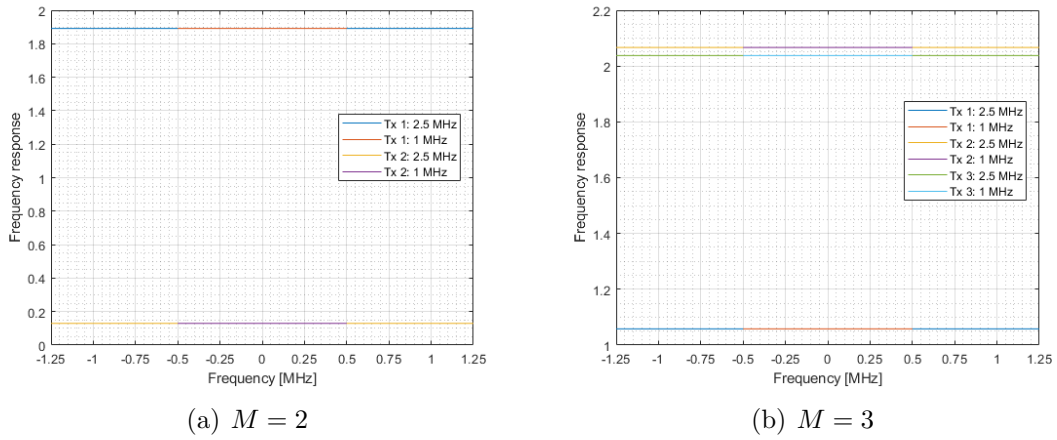 2
1.8
1.6
1.4
1.2
1
0.8
0.6
0.4
0.2
0
Frequency response
Tx 1: 2.5 MHz
Tx 1: 1 MHz
Tx 2: 2.5 MHz
Tx 2: 1 MHz
-1.25 -1 -0.75 -0.5 -0.25 0 0.25 0.5 0.75 1 1.25
Frequency [MHz]
(a) M = 2
2.2
2
1.8
1.6
1.4
1.2
1
Frequency response
Tx 1: 2.5 MHz
Tx 1: 1 MHz
Tx 2: 2.5 MHz
Tx 2: 1 MHz
Tx 3: 2.5 MHz
Tx 3: 1 MHz
-1.25 -1 -0.75 -0.5 -0.25 0 0.25 0.5 0.75 1 1.25
Frequency [MHz]
(b) M = 3